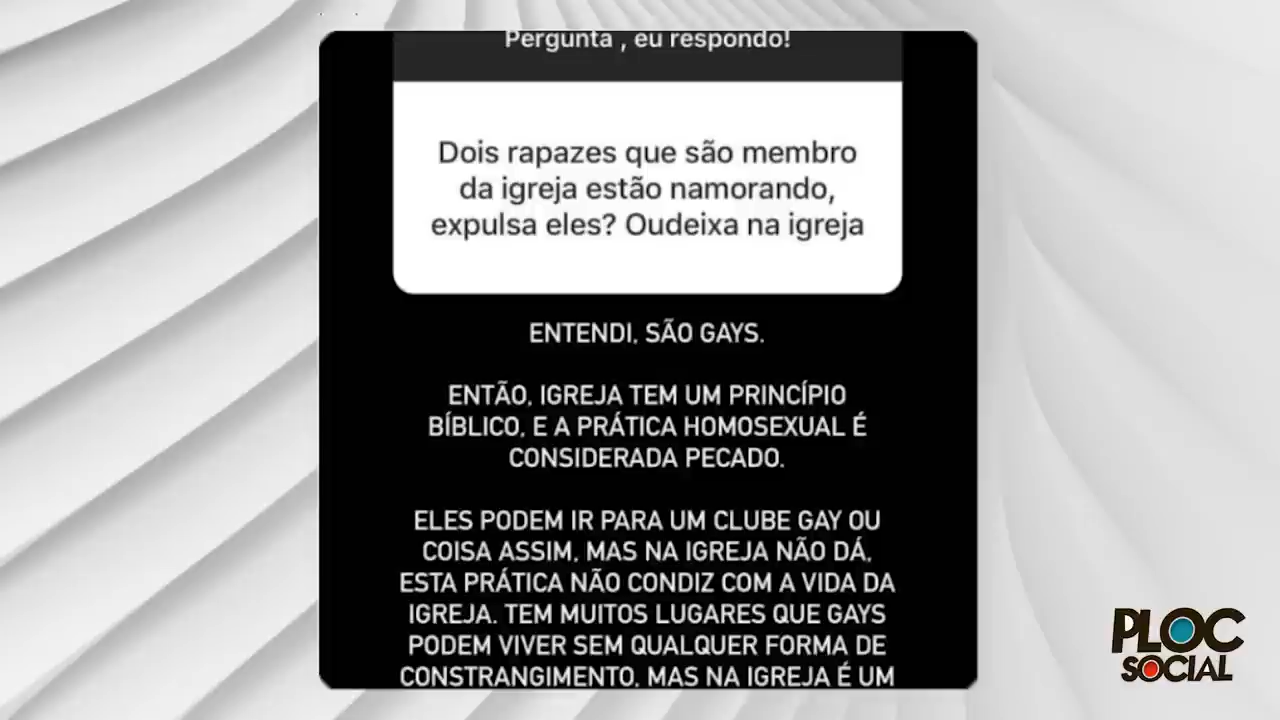 Pergunta , eu respondo!
Dois rapazes que são membro
da igreja estão namorando,
expulsa eles? Oudeixa na igreja
ENTENDI, SÃO GAYS.
ENTÃO, IGREJA TEM UM PRINCÍPIO
BÍBLICO, E A PRÁTICA HOMOSEXUAL É
CONSIDERADA PECADO.
ELES PODEM IR PARA UM CLUBE GAY OU
COISA ASSIM, MAS NA IGREJA NÃO DÁ,
ESTA PRÁTICA NÃO CONDIZ COM A VIDA DA
IGREJA. TEM MUITOS LUGARES QUE GAYS
PODEM VIVER SEM QUALQUER FORMA DE
CONSTRANGIMENTO, MAS NA IGREJA É UM
PLOC
SOCIAL